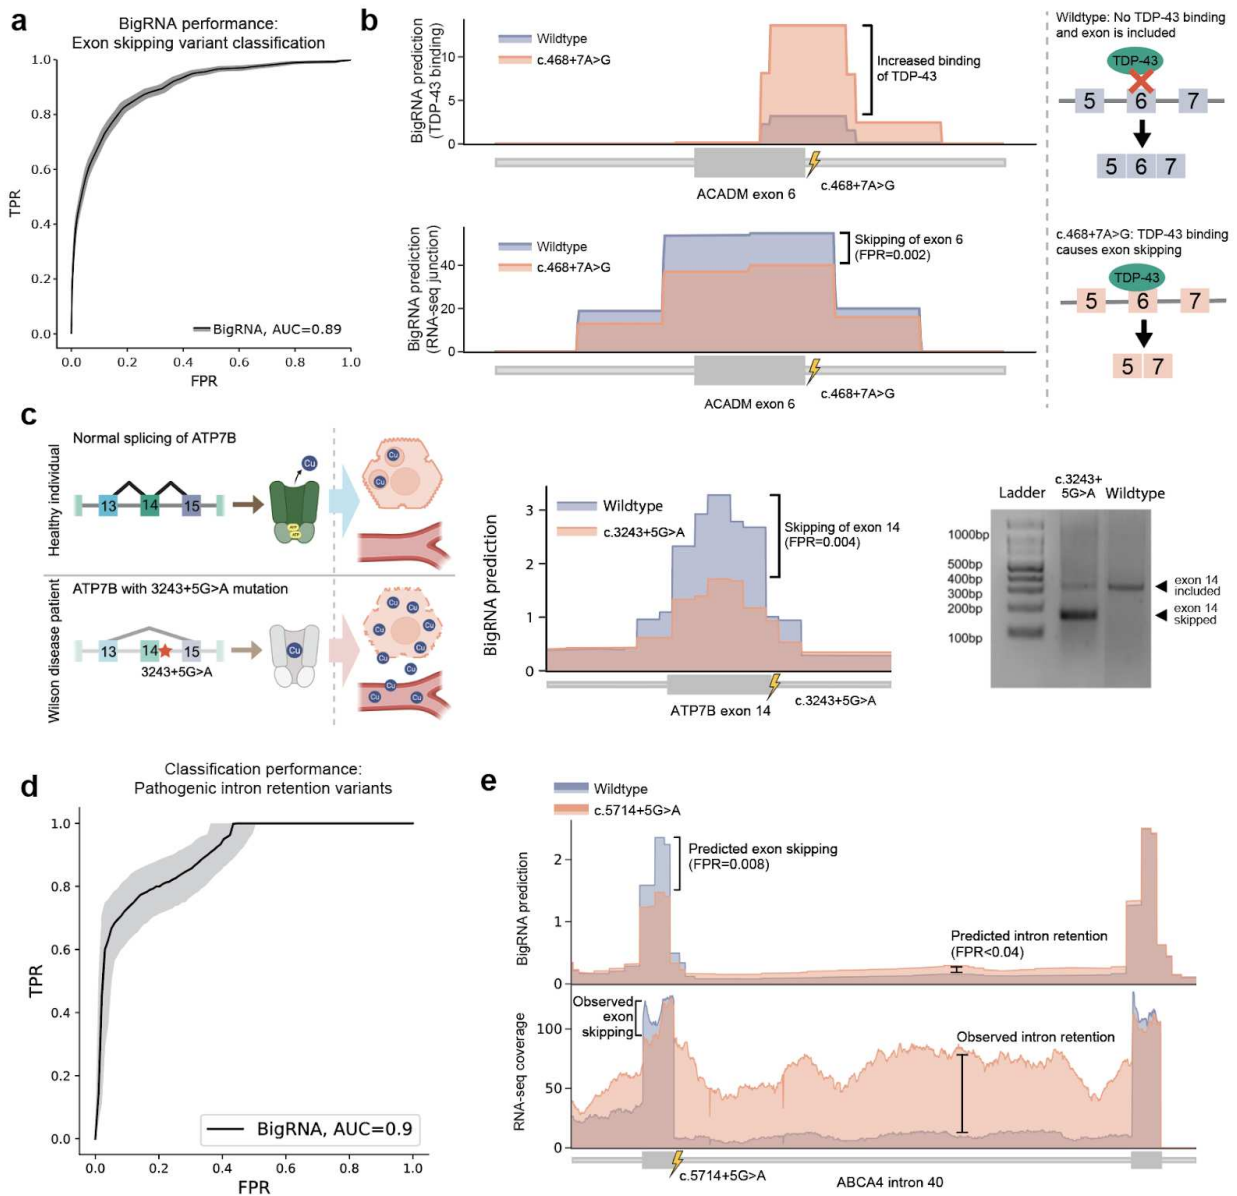 a
BigRNA performance:
Exon skipping variant classification
1.0
0.8
0.6
0.4
0.2
0.0
TPR
BigRNA, AUC=0.89
0.0 0.2 0.4 0.6 0.8 1.0
FPR
b
BigRNA prediction
(TDP-43 binding)
10
5
0
Wildtype
c.468+7A>G
Increased binding
of TDP-43
ACADM exon 6
c.468+7A>G
BigRNA prediction
(RNA-seq junction)
40
20
0
Wildtype
c.468+7A>G
Skipping of exon 6
(FPR=0.002)
ACADM exon 6
c.468+7A>G
Wildtype: No TDP-43 binding
and exon is included
TDP-43
5 6 7
5 6 7
c.468+7A>G: TDP-43 binding
causes exon skipping
TDP-43
5 6 7
5 7
c
Healthy individual
Normal splicing of ATP7B
13 14 15
Cu
Cu
Cu
Wilson disease patient
ATP7B with 3243+5G>A mutation
13 14 15
3243+5G>A
Cu
Cu
Cu
Cu
Cu
Cu
Cu
Cu
Cu
Cu
Cu
BigRNA prediction
3
2
1
0
Wildtype
c.3243+5G>A
Skipping of exon 14
(FPR=0.004)
ATP7B exon 14
c.3243+5G>A
Ladder
c.3243+
5G>A
Wildtype
1000bp
500bp
400bp
300bp
200bp
100bp
exon 14
included
exon 14
skipped
d
Classification performance:
Pathogenic intron retention variants
1.0
0.8
0.6
0.4
0.2
0.0
TPR
BigRNA, AUC=0.9
0.0 0.2 0.4 0.6 0.8 1.0
FPR
e
Wildtype
c.5714+5G>A
BigRNA prediction
2
1
0
Predicted exon skipping
(FPR=0.008)
Predicted intron retention
(FPR<0.04)
RNA-seq coverage
100
50
0
Observed
exon
skipping
Observed intron retention
c.5714+5G>A
ABCA4 intron 40